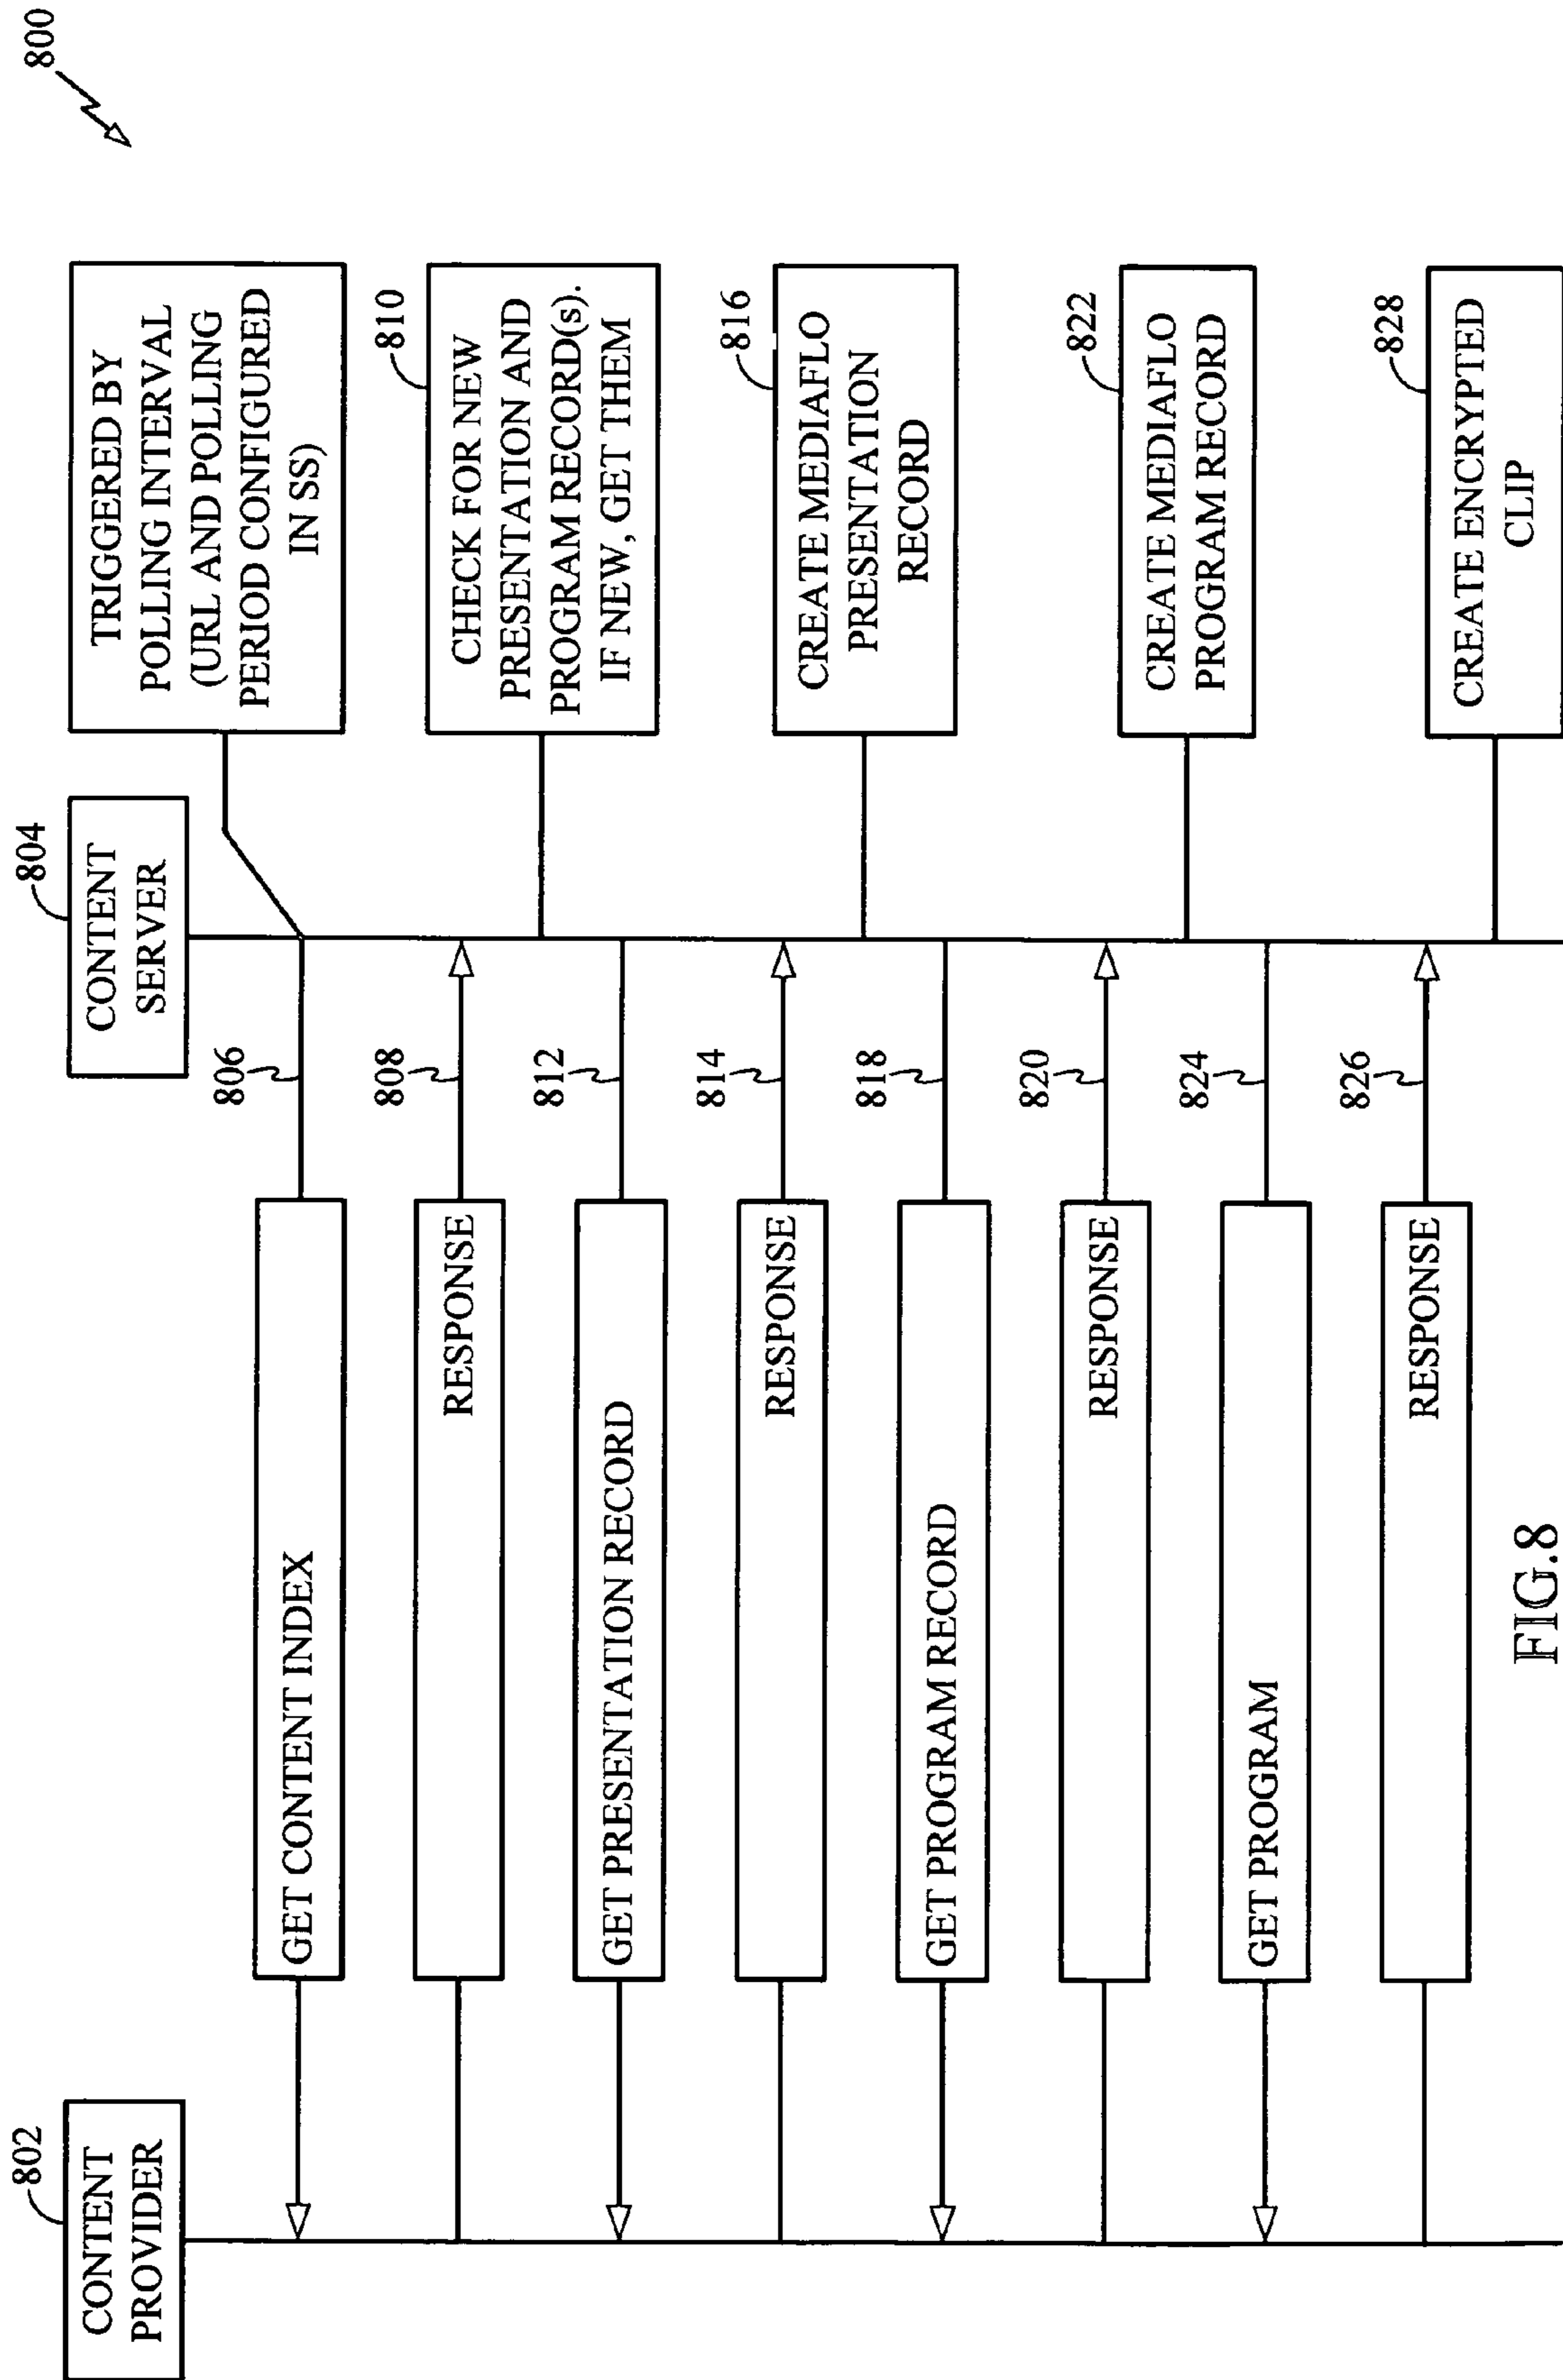 800
802
CONTENT
PROVIDER
804
CONTENT
SERVER
TRIGGERED BY
POLLING INTERVAL
(URL AND POLLING
PERIOD CONFIGURED
IN SS)
GET CONTENT INDEX
806
RESPONSE
808
810
CHECK FOR NEW
PRESENTATION AND
PROGRAM RECORD(s).
IF NEW, GET THEM
GET PRESENTATION RECORD
812
RESPONSE
814
816
CREATE MEDIAFLO
PRESENTATION
RECORD
GET PROGRAM RECORD
818
RESPONSE
820
822
CREATE MEDIAFLO
PROGRAM RECORD
GET PROGRAM
824
RESPONSE
826
828
CREATE ENCRYPTED
CLIP
FIG.8